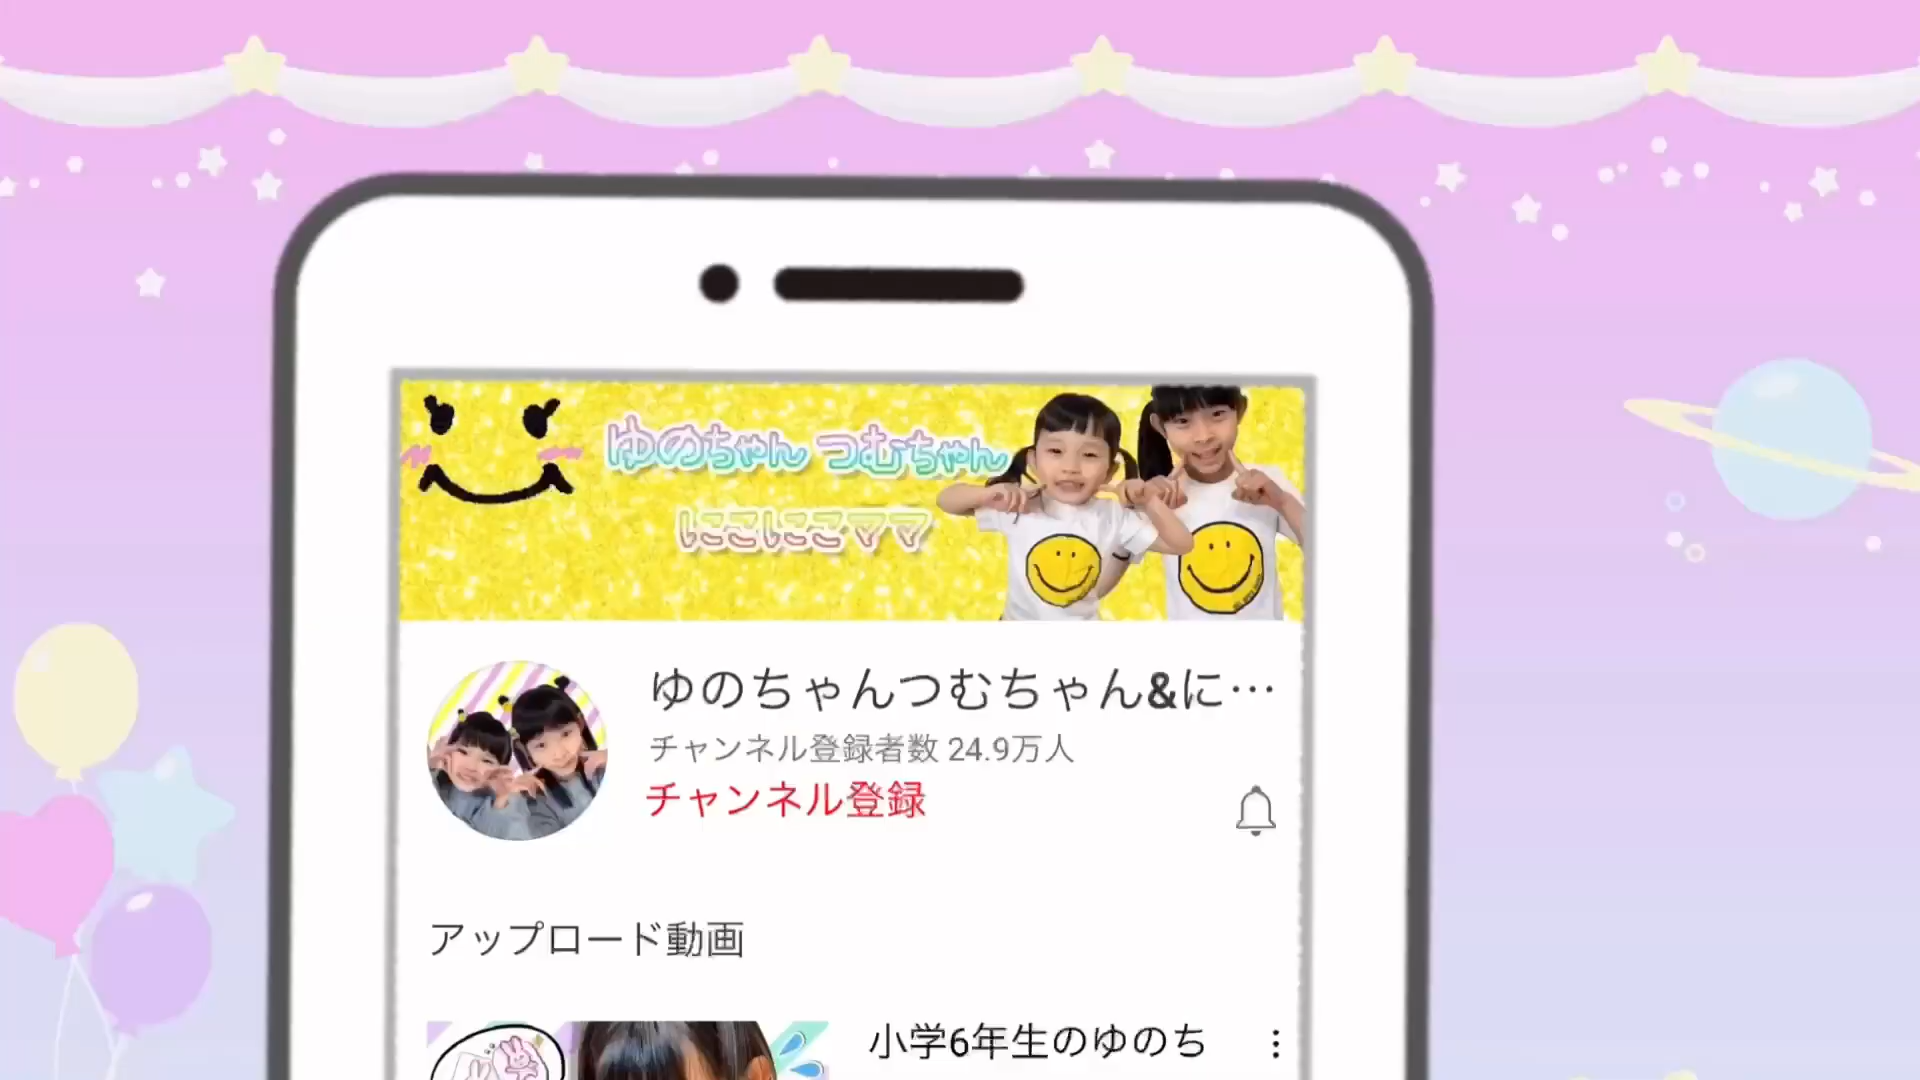 ゆのちゃん つむちゃん
にこにこママ
ゆのちゃんつむちゃん&に…
チャンネル登録者数 24.9万人
チャンネル登録
アップロード動画
小学6年生のゆのち